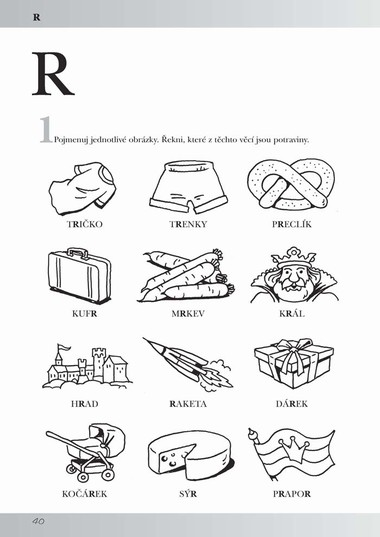 R
R
1 Pojmenuj jednotlivé obrázky. Řekni, které z těchto věcí jsou potraviny.
TRIČKO TRENKY PRECLÍK
KUFR MRKEV KRÁL
HRAD RAKETA DÁREK
KOČÁREK SÝR PRAPOR
40